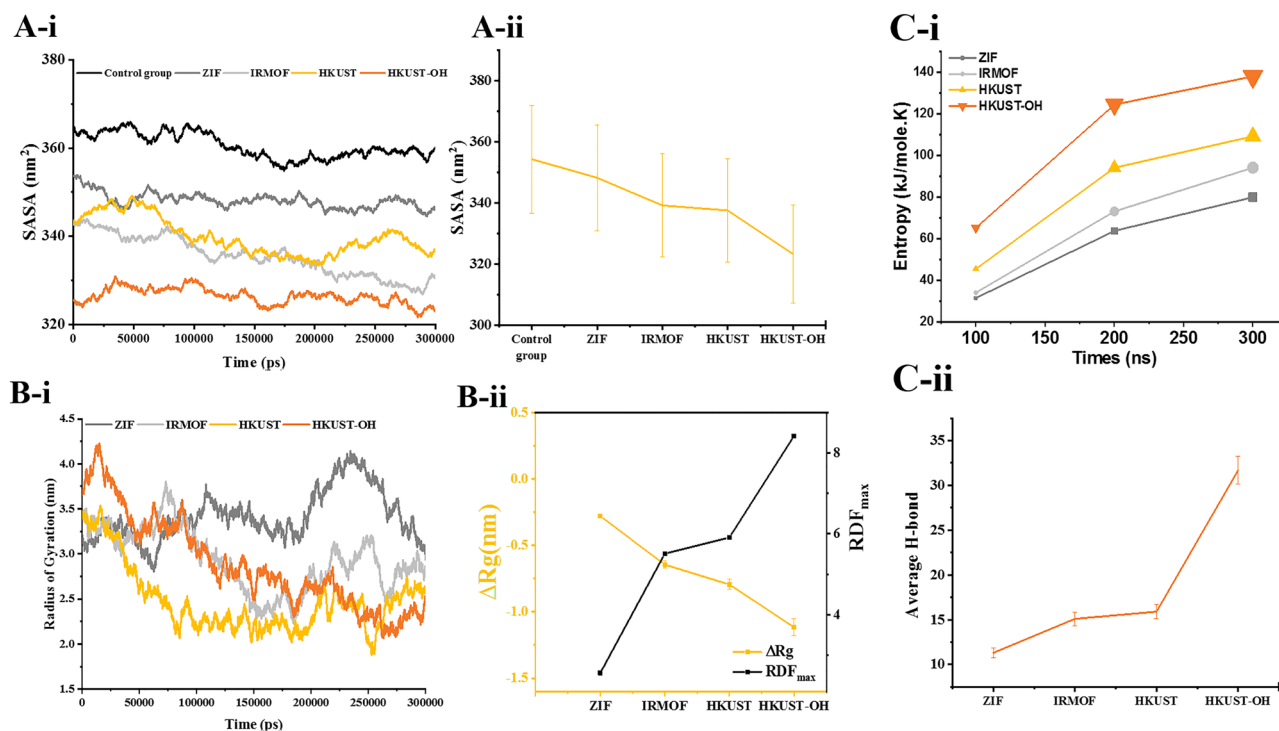 A-i
Control group ZIF IRMOF HKUST HKUST-OH
380
360
340
320
SASA (nm²)
0 50000 100000 150000 200000 250000 300000
Time (ps)
A-ii
380
360
340
320
300
SASA (nm²)
Control group ZIF IRMOF HKUST HKUST-OH
C-i
ZIF
IRMOF
HKUST
HKUST-OH
140
120
100
80
60
40
20
Entropy (kJ/mole.K)
100 150 200 250 300
Times (ns)
B-i
ZIF IRMOF HKUST HKUST-OH
4.5
4.0
3.5
3.0
2.5
2.0
1.5
Radius of Gyration (nm)
0 50000 100000 150000 200000 250000 300000
Time (ps)
B-ii
0.5
0.0
-0.5
-1.0
-1.5
ΔRg(nm)
8
6
4
RDFmax
ΔRg
RDFmax
ZIF IRMOF HKUST HKUST-OH
C-ii
35
30
25
20
15
10
Average H-bond
ZIF IRMOF HKUST HKUST-OH